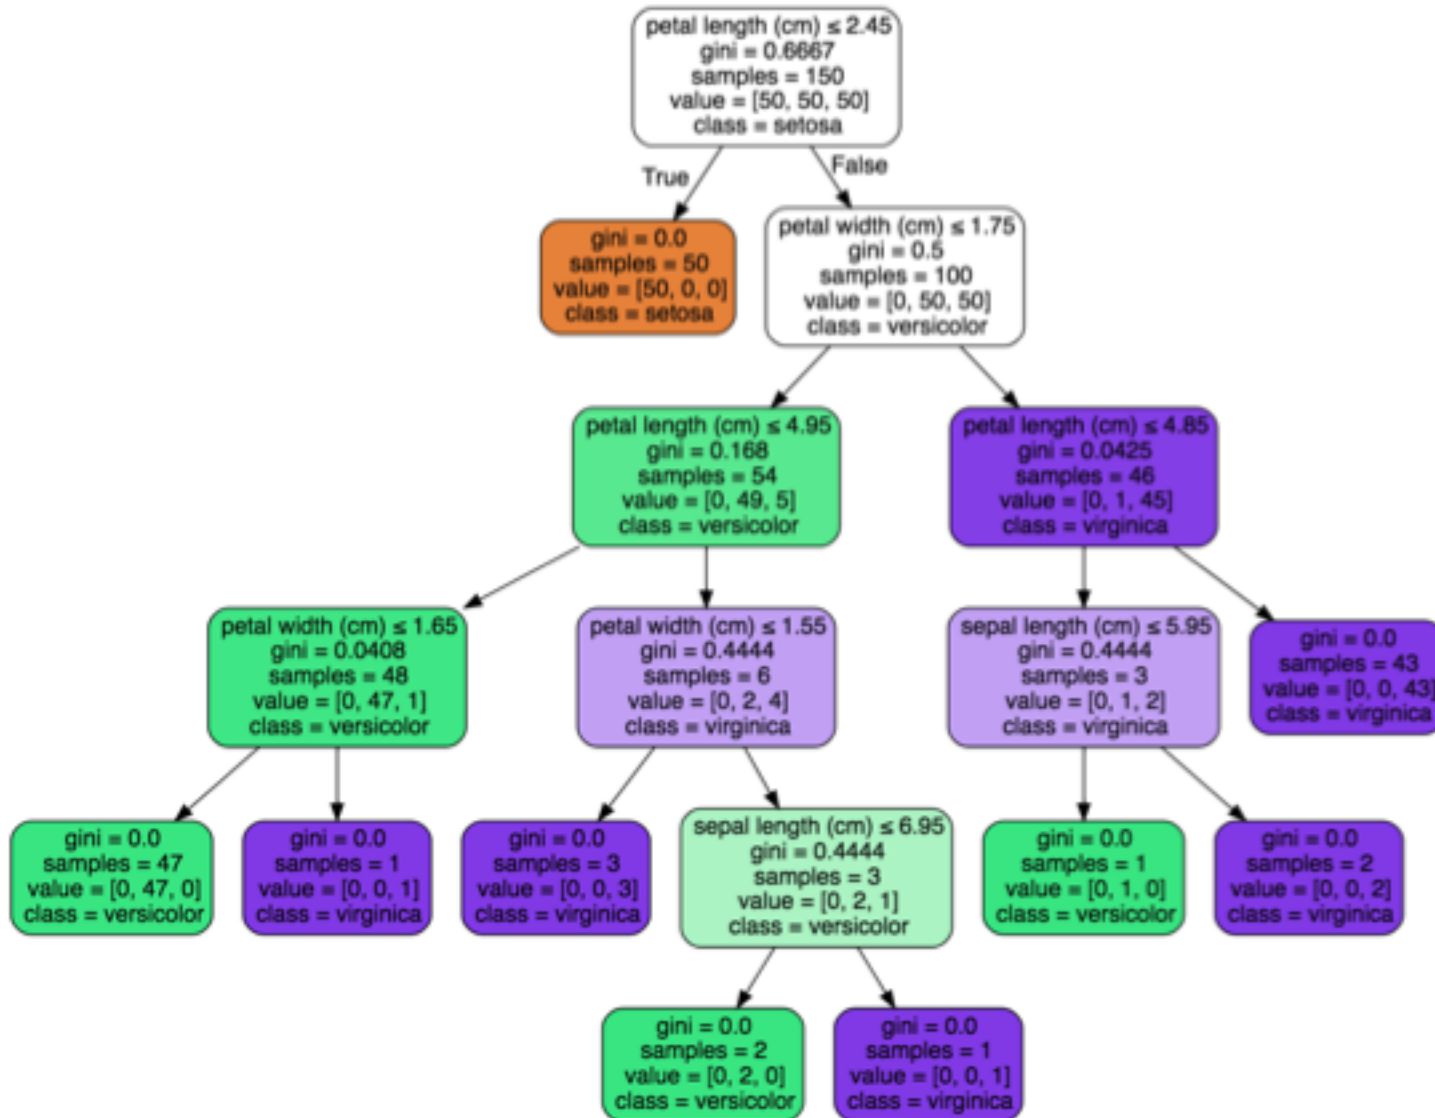 petal length (cm) ≤ 2.45
gini = 0.6667
samples = 150
value = [50, 50, 50]
class = setosa
True
False
gini = 0.0
samples = 50
value = [50, 0, 0]
class = setosa
petal width (cm) ≤ 1.75
gini = 0.5
samples = 100
value = [0, 50, 50]
class = versicolor
petal length (cm) ≤ 4.95
gini = 0.168
samples = 54
value = [0, 49, 5]
class = versicolor
petal length (cm) ≤ 4.85
gini = 0.0425
samples = 46
value = [0, 1, 45]
class = virginica
petal width (cm) ≤ 1.65
gini = 0.0408
samples = 48
value = [0, 47, 1]
class = versicolor
petal width (cm) ≤ 1.55
gini = 0.4444
samples = 6
value = [0, 2, 4]
class = virginica
sepal length (cm) ≤ 5.95
gini = 0.4444
samples = 3
value = [0, 1, 2]
class = virginica
gini = 0.0
samples = 43
value = [0, 0, 43]
class = virginica
gini = 0.0
samples = 47
value = [0, 47, 0]
class = versicolor
gini = 0.0
samples = 1
value = [0, 0, 1]
class = virginica
gini = 0.0
samples = 3
value = [0, 0, 3]
class = virginica
sepal length (cm) ≤ 6.95
gini = 0.4444
samples = 3
value = [0, 2, 1]
class = versicolor
gini = 0.0
samples = 1
value = [0, 1, 0]
class = versicolor
gini = 0.0
samples = 2
value = [0, 0, 2]
class = virginica
gini = 0.0
samples = 2
value = [0, 2, 0]
class = versicolor
gini = 0.0
samples = 1
value = [0, 0, 1]
class = virginica